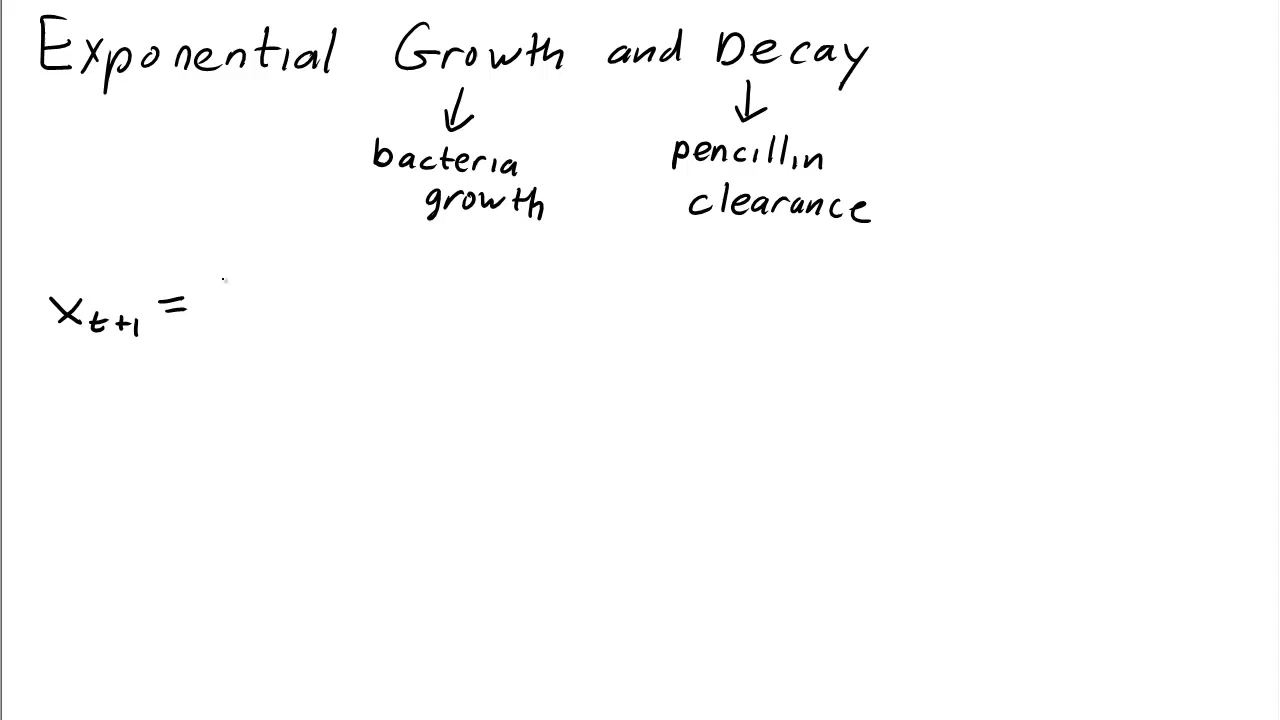 Exponential Growth and Decay
↓ ↓
bacteria growth
pencillin clearance
x_{t+1} =